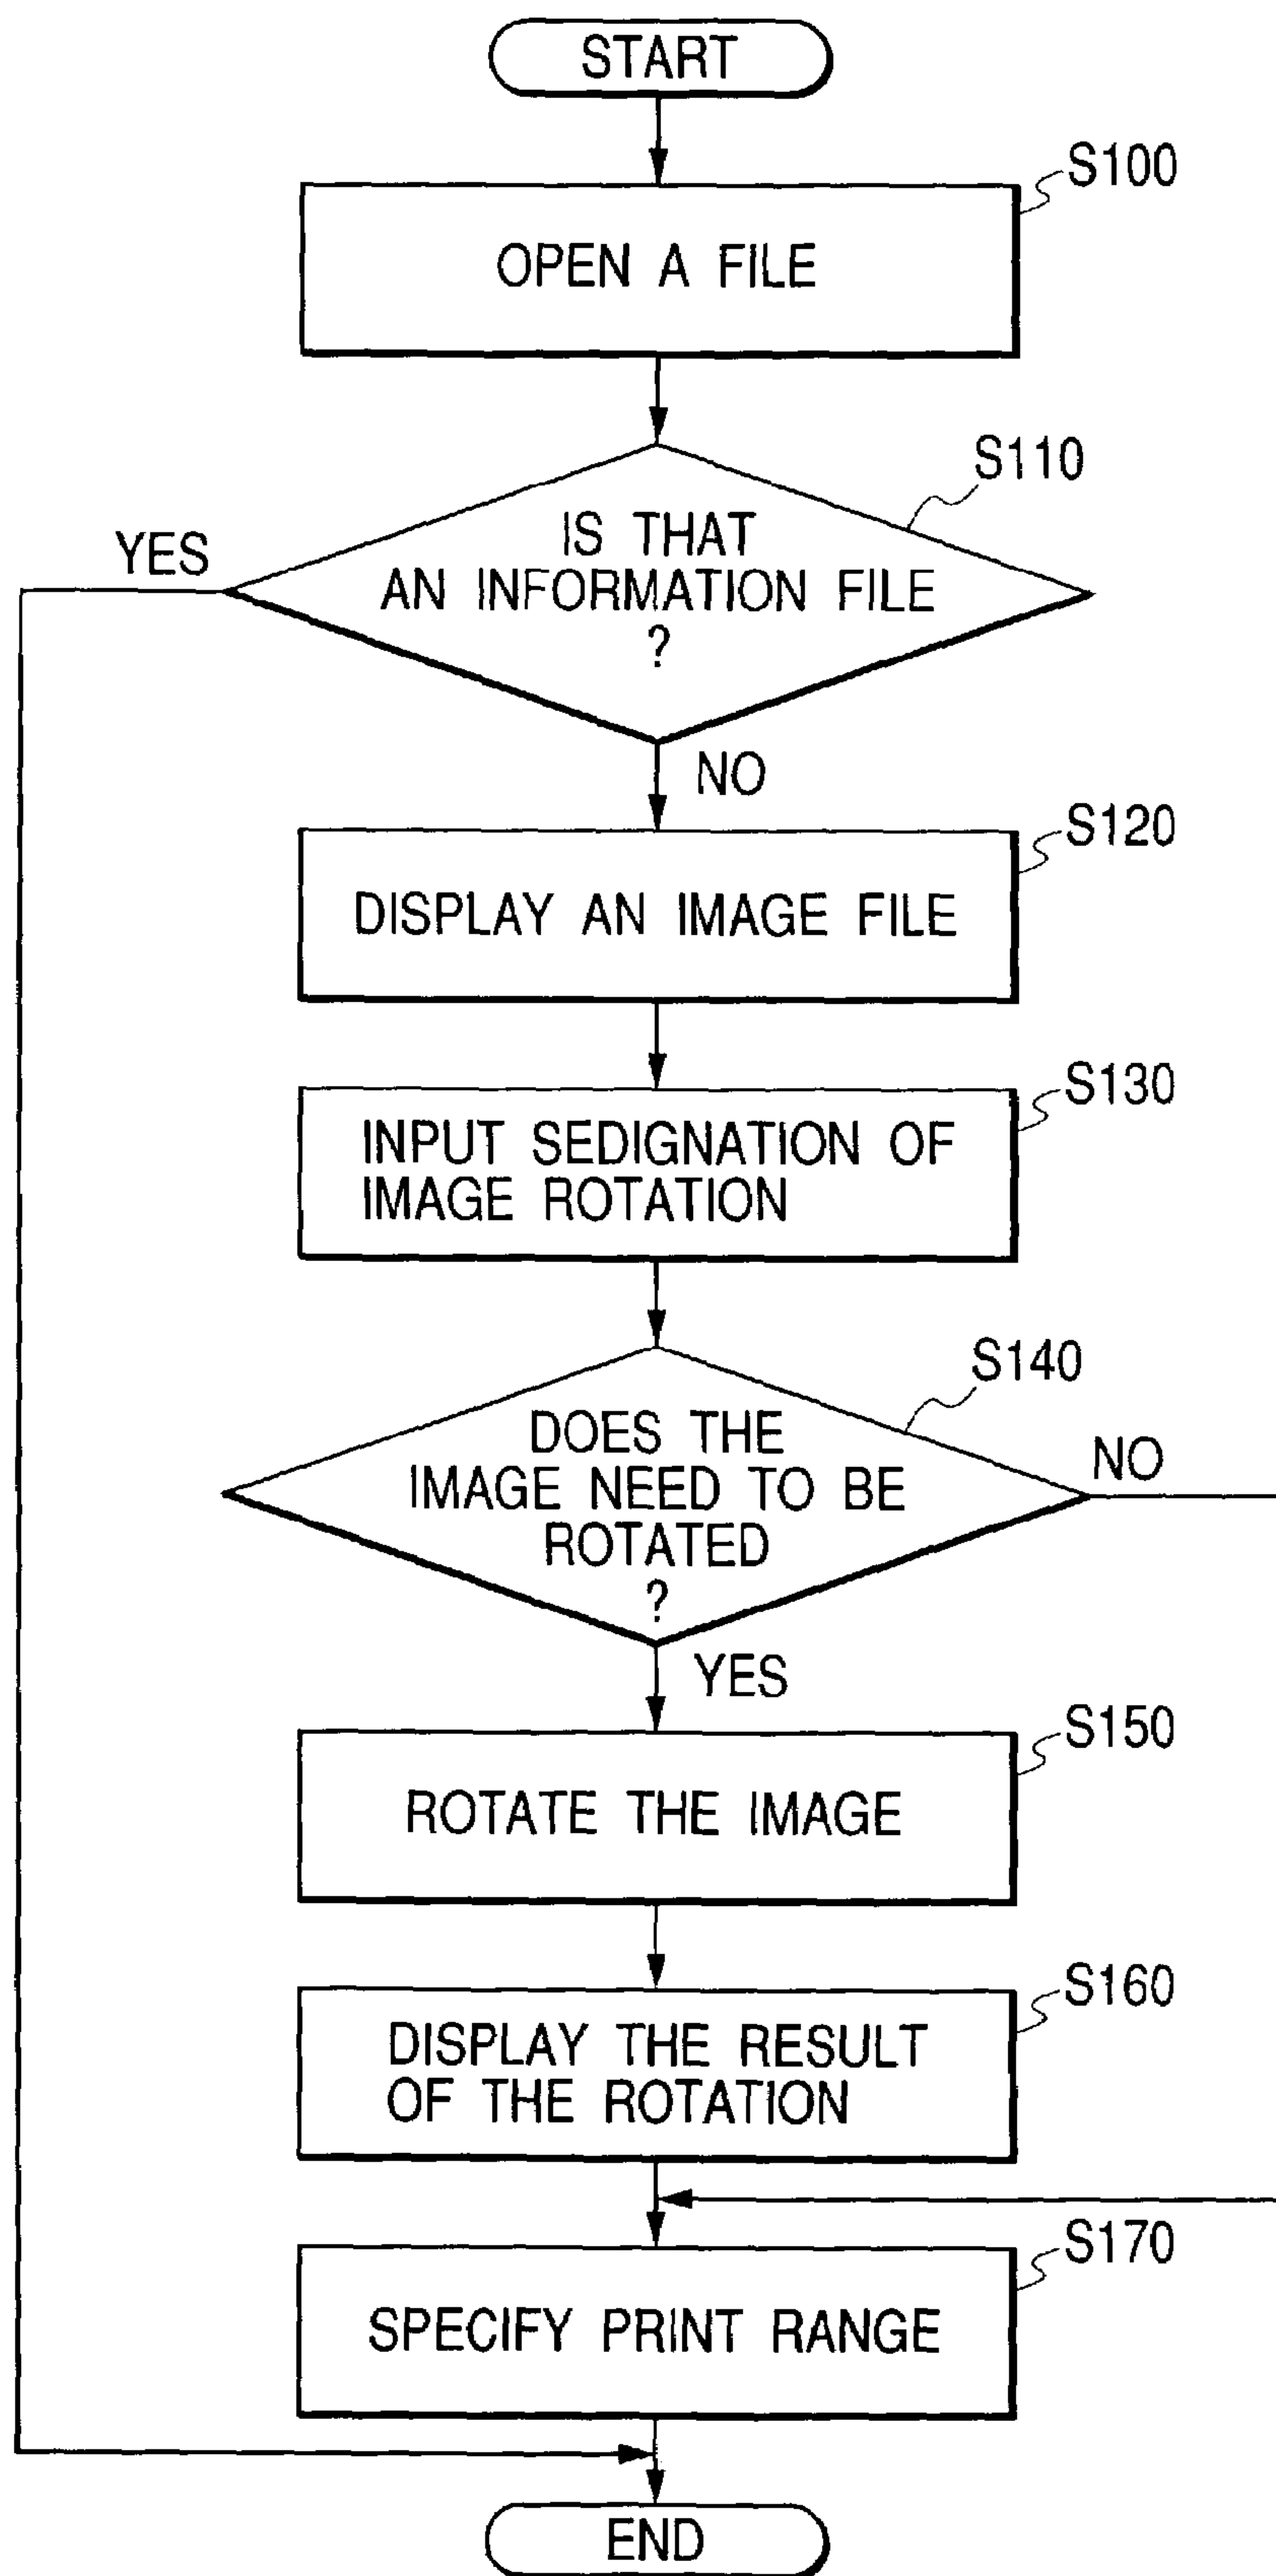 START
S100
OPEN A FILE
S110
YES
IS THAT
AN INFORMATION FILE
?
NO
S120
DISPLAY AN IMAGE FILE
S130
INPUT SEDIGNATION OF
IMAGE ROTATION
S140
DOES THE
IMAGE NEED TO BE
ROTATED
?
NO
YES
S150
ROTATE THE IMAGE
S160
DISPLAY THE RESULT
OF THE ROTATION
S170
SPECIFY PRINT RANGE
END